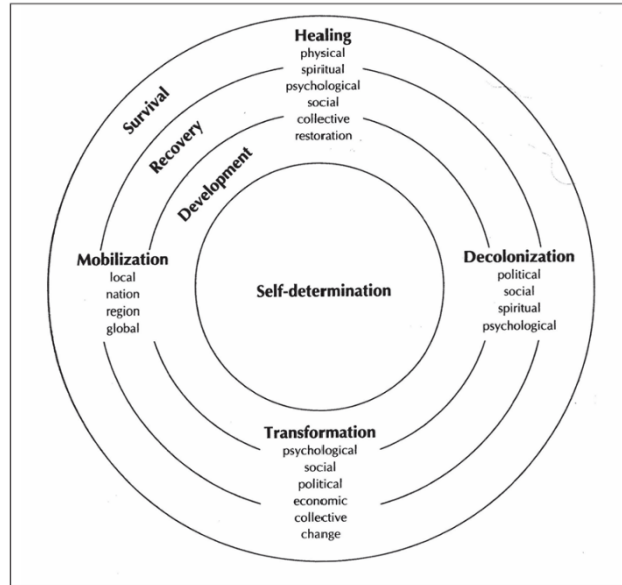 Healing
physical
spiritual
psychological
social
collective
restoration
Survival
Recovery
Development
Mobilization
local
nation
region
global
Self-determination
Decolonization
political
social
spiritual
psychological
Transformation
psychological
social
political
economic
collective
change